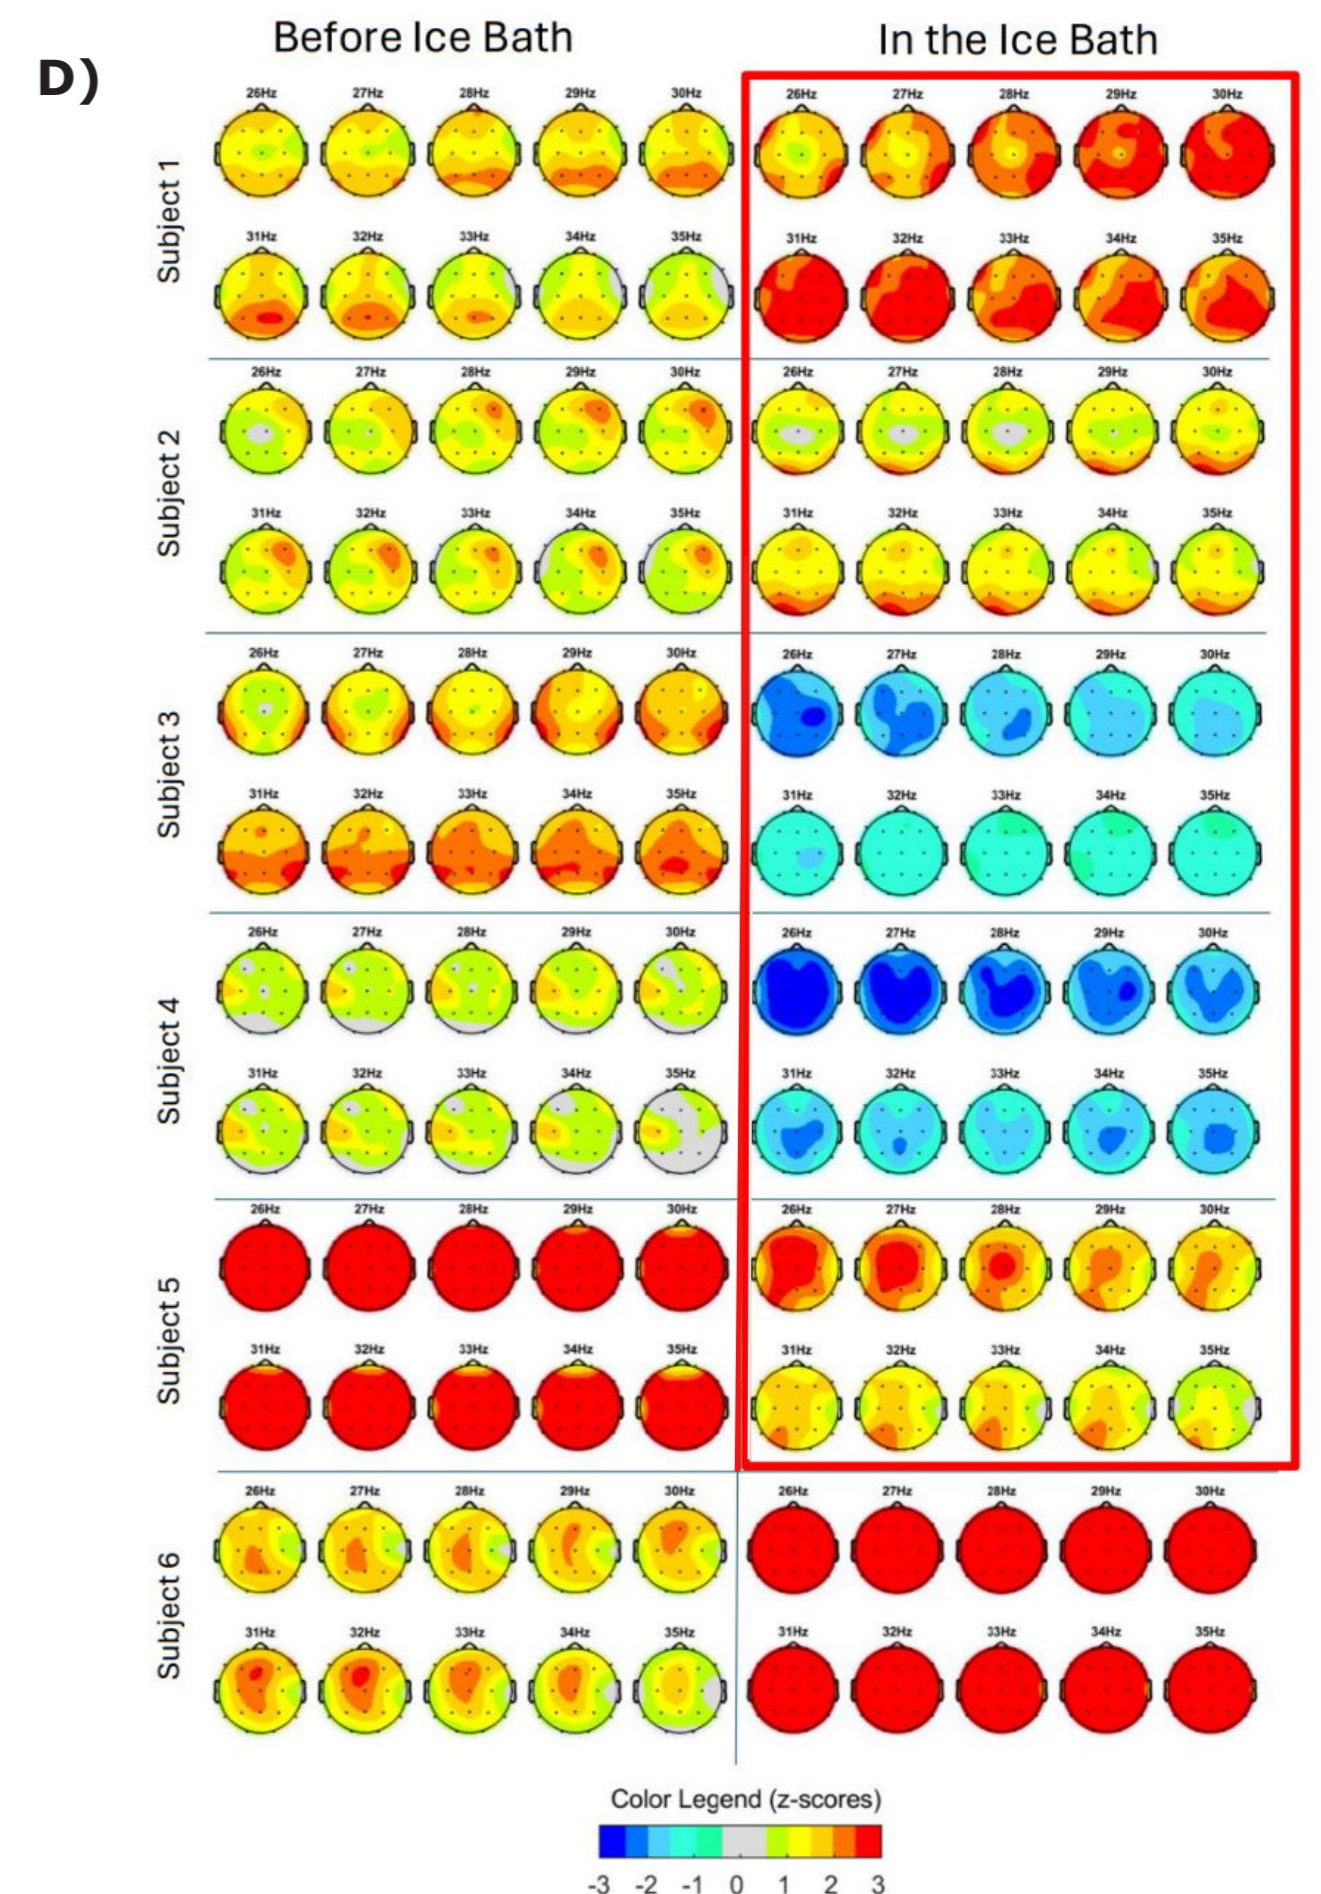 Before Ice Bath In the Ice Bath
D)
Subject 1
26Hz 27Hz 28Hz 29Hz 30Hz 26Hz 27Hz 28Hz 29Hz 30Hz
31Hz 32Hz 33Hz 34Hz 35Hz 31Hz 32Hz 33Hz 34Hz 35Hz
Subject 2
26Hz 27Hz 28Hz 29Hz 30Hz 26Hz 27Hz 28Hz 29Hz 30Hz
31Hz 32Hz 33Hz 34Hz 35Hz 31Hz 32Hz 33Hz 34Hz 35Hz
Subject 3
26Hz 27Hz 28Hz 29Hz 30Hz 26Hz 27Hz 28Hz 29Hz 30Hz
31Hz 32Hz 33Hz 34Hz 35Hz 31Hz 32Hz 33Hz 34Hz 35Hz
Subject 4
26Hz 27Hz 28Hz 29Hz 30Hz 26Hz 27Hz 28Hz 29Hz 30Hz
31Hz 32Hz 33Hz 34Hz 35Hz 31Hz 32Hz 33Hz 34Hz 35Hz
Subject 5
26Hz 27Hz 28Hz 29Hz 30Hz 26Hz 27Hz 28Hz 29Hz 30Hz
31Hz 32Hz 33Hz 34Hz 35Hz 31Hz 32Hz 33Hz 34Hz 35Hz
Subject 6
26Hz 27Hz 28Hz 29Hz 30Hz 26Hz 27Hz 28Hz 29Hz 30Hz
31Hz 32Hz 33Hz 34Hz 35Hz 31Hz 32Hz 33Hz 34Hz 35Hz
Color Legend (z-scores)
-3 -2 -1 0 1 2 3